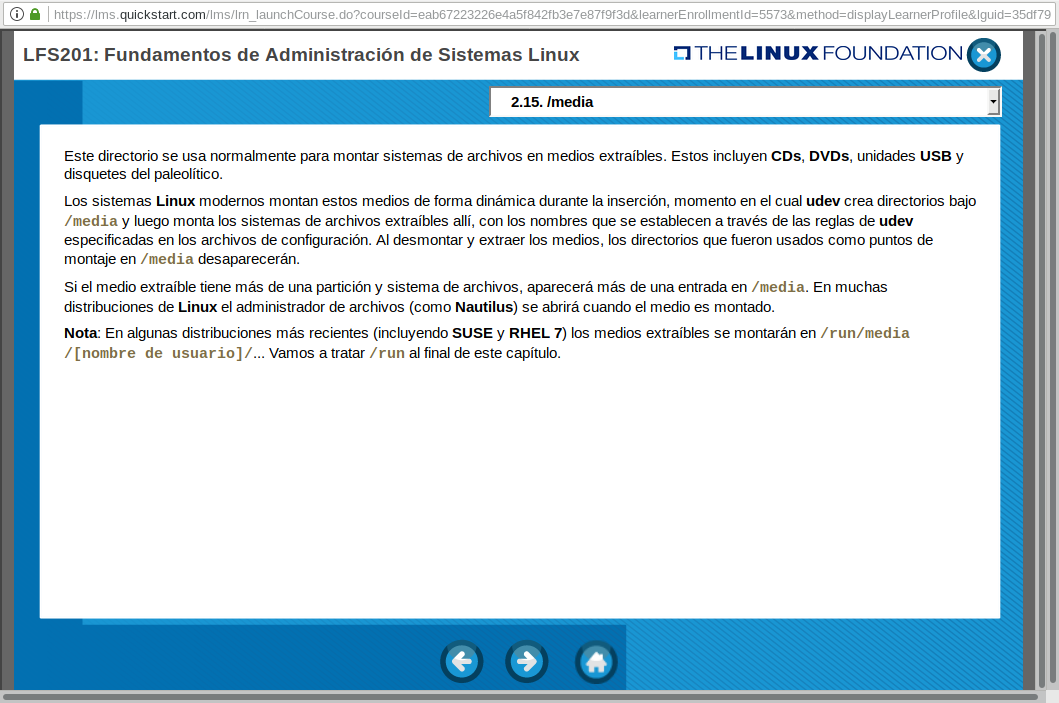 https://lms.quickstart.com/lms/lrn_launchCourse.do?courseId=eab67223226e4a5f842fb3e7e87f9f3d&learnerEnrollmentId=5573&method=displayLearnerProfile&lguid=35df79
LFS201: Fundamentos de Administración de Sistemas Linux
THE LINUX FOUNDATION
2.15. /media
Este directorio se usa normalmente para montar sistemas de archivos en medios extraíbles. Estos incluyen CDs, DVDs, unidades USB y
disquetes del paleolítico.
Los sistemas Linux modernos montan estos medios de forma dinámica durante la inserción, momento en el cual udev crea directorios bajo
/media y luego monta los sistemas de archivos extraíbles allí, con los nombres que se establecen a través de las reglas de udev
especificadas en los archivos de configuración. Al desmontar y extraer los medios, los directorios que fueron usados como puntos de
montaje en /media desaparecerán.
Si el medio extraíble tiene más de una partición y sistema de archivos, aparecerá más de una entrada en /media. En muchas
distribuciones de Linux el administrador de archivos (como Nautilus) se abrirá cuando el medio es montado.
Nota: En algunas distribuciones más recientes (incluyendo SUSE y RHEL 7) los medios extraíbles se montarán en /run/media
/[nombre de usuario]/... Vamos a tratar /run al final de este capítulo.